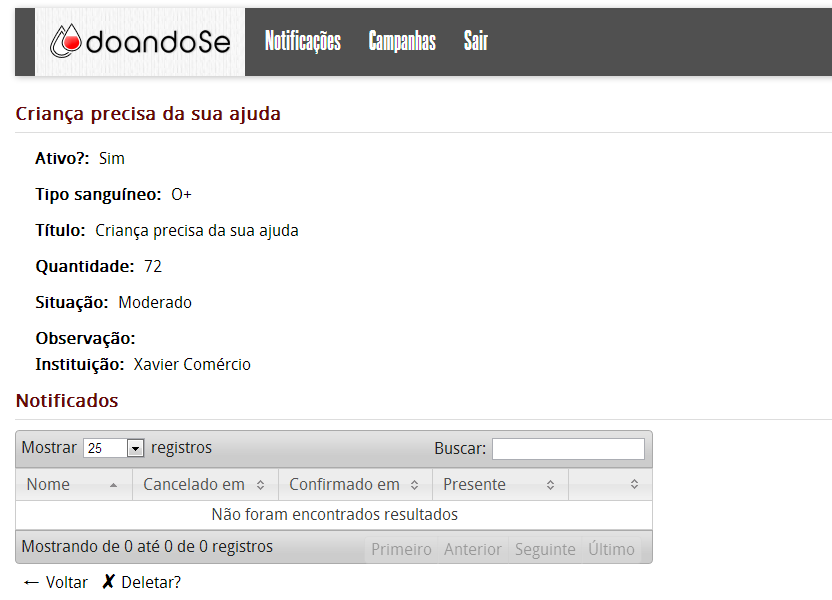 doandoSe Notificações Campanhas Sair
Criança precisa da sua ajuda
Ativo?: Sim
Tipo sanguíneo: O+
Título: Criança precisa da sua ajuda
Quantidade: 72
Situação: Moderado
Observação:
Instituição: Xavier Comércio
Notificados
Mostrar 25 registros Buscar:
Nome Cancelado em Confirmado em Presente
Não foram encontrados resultados
Mostrando de 0 até 0 de 0 registros Primeiro Anterior Seguinte Último
← Voltar ✘ Deletar?